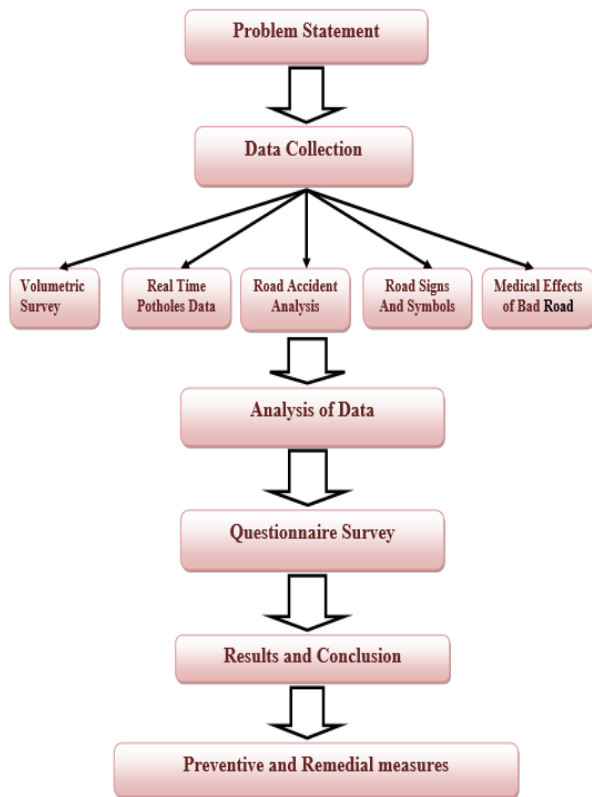 Problem Statement
Data Collection
Volumetric
Survey
Real Time
Potholes Data
Road Accident
Analysis
Road Signs
And Symbols
Medical Effects
of Bad Road
Analysis of Data
Questionnaire Survey
Results and Conclusion
Preventive and Remedial measures